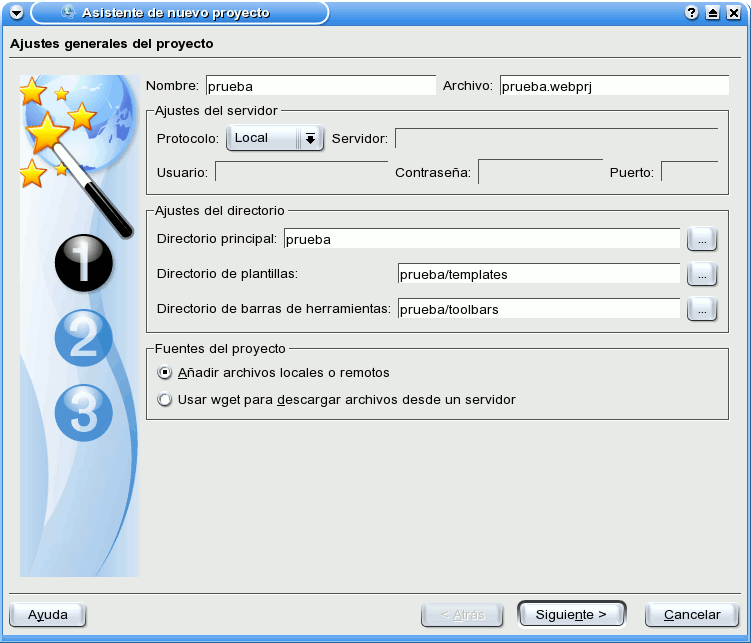 Asistente de nuevo proyecto
Ajustes generales del proyecto
Nombre: prueba Archivo: prueba.webprj
Ajustes del servidor
Protocolo: Local Servidor:
Usuario: Contraseña: Puerto:
Ajustes del directorio
Directorio principal: prueba ...
Directorio de plantillas: prueba/templates ...
Directorio de barras de herramientas: prueba/toolbars ...
Fuentes del proyecto
Añadir archivos locales o remotos
Usar wget para descargar archivos desde un servidor
1
2
3
Ayuda < Atrás Siguiente > Cancelar